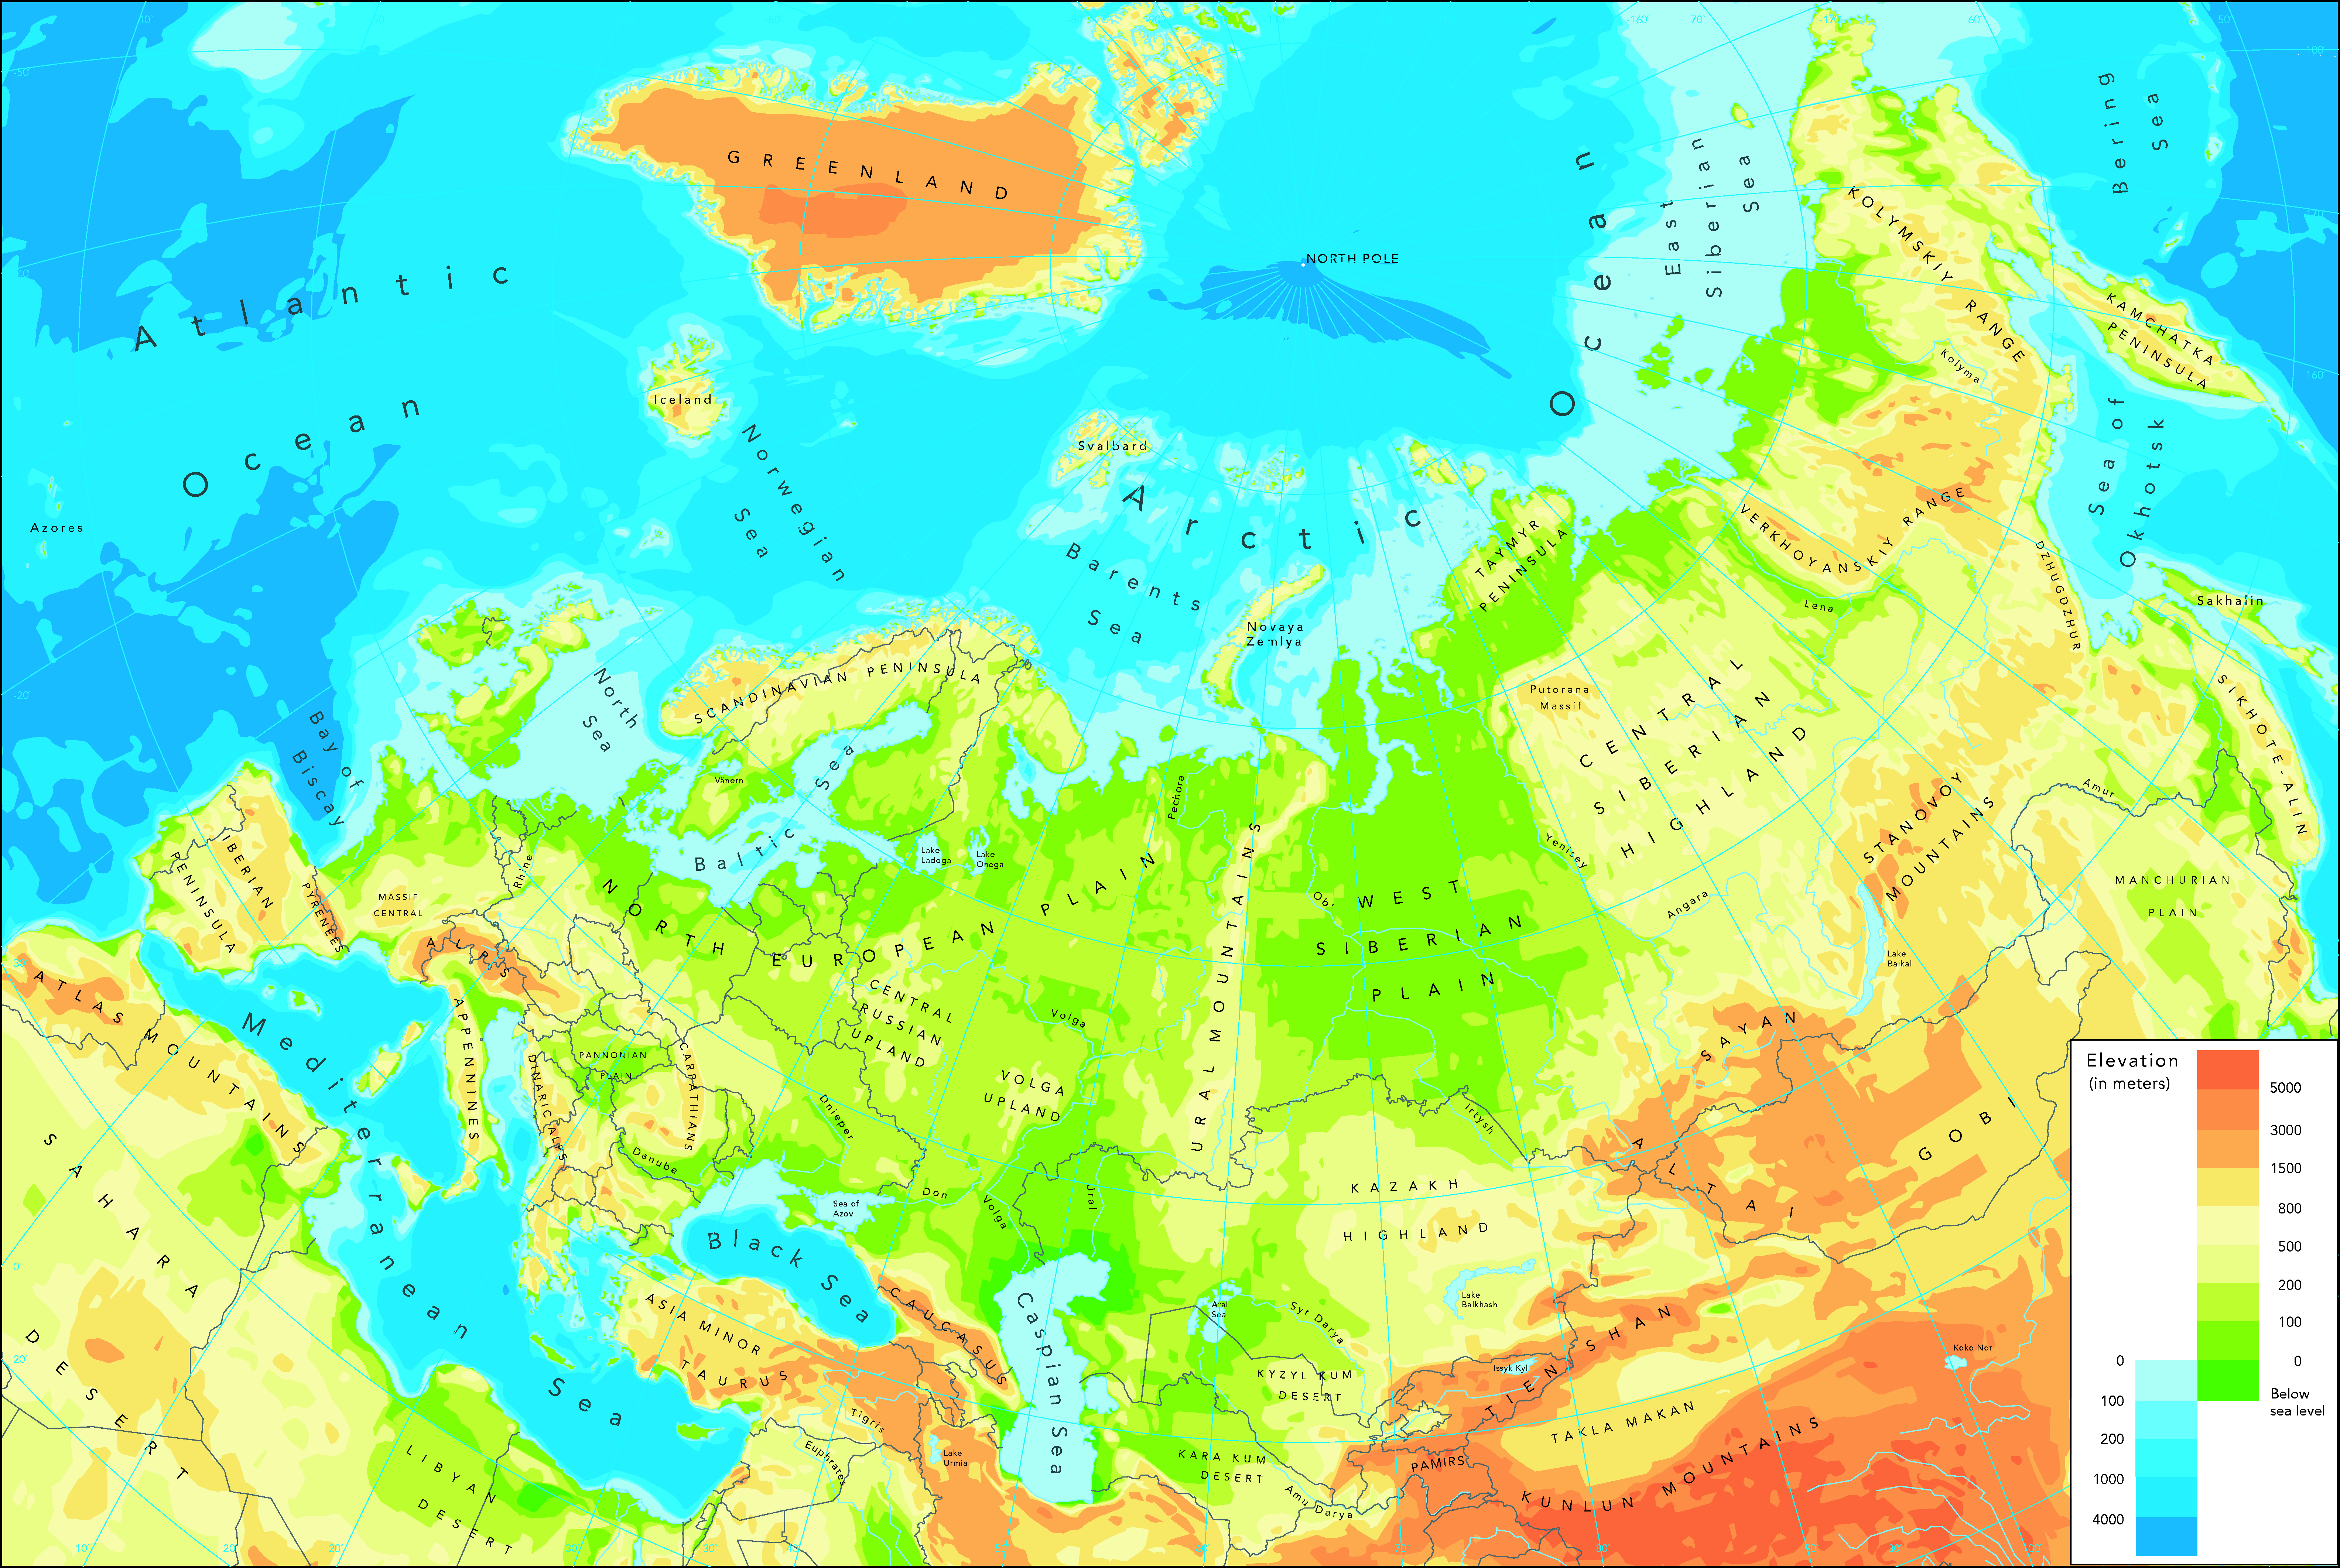 GREENLAND
NORTH POLE
Atlantic
Ocean
Azores
Iceland
Norwegian
Sea
Svalbard
Arctic
Ocean
Barents
Sea
Novaya
Zemlya
East
Siberian
Sea
Bering
Sea
KOLYMSKIY RANGE
KAMCHATKA
PENINSULA
Kolyma
Sea of
Okhotsk
TAYMYR
PENINSULA
VERKHOYANSKIY RANGE
DZHUGDZHUR
Lena
Sakhalin
SIKHOTE-ALIN
North
Sea
SCANDINAVIAN PENINSULA
Bay of
Biscay
Vänern
Baltic Sea
Pechora
Putorana
Massif
CENTRAL
SIBERIAN
HIGHLAND
STANOVOY
MOUNTAINS
Amur
MANCHURIAN
PLAIN
IBERIAN
PENINSULA
PYRENEES
MASSIF
CENTRAL
Rhine
Lake
Ladoga
Lake
Onega
NORTH EUROPEAN PLAIN
URAL MOUNTAINS
Ob'
WEST
SIBERIAN
PLAIN
Yenizey
Angara
Lake
Baikal
ALPS
ATLAS MOUNTAINS
APPENNINES
DINARIC ALPS
PANNONIAN
PLAIN
CARPATHIANS
CENTRAL
RUSSIAN
UPLAND
Volga
VOLGA
UPLAND
Dnieper
Danube
Don
Volga
Ural
Irtysh
SAYAN
ALTAI
GOBI
Mediterranean
Sea
SAHARA
DESERT
LIBYAN
DESERT
Sea of
Azov
Black Sea
CAUCASUS
ASIA MINOR
TAURUS
Tigris
Euphrates
Lake
Urmia
Caspian Sea
Aral
Sea
Syr Darya
KAZAKH
HIGHLAND
Lake
Balkhash
KYZYL KUM
DESERT
KARA KUM
DESERT
Amu Darya
Issyk Kyl
TIEN SHAN
TAKLA MAKAN
PAMIRS
KUNLUN MOUNTAINS
Koko Nor
Elevation
(in meters)
5000
3000
1500
800
500
200
100
0
Below
sea level
0
100
200
1000
4000